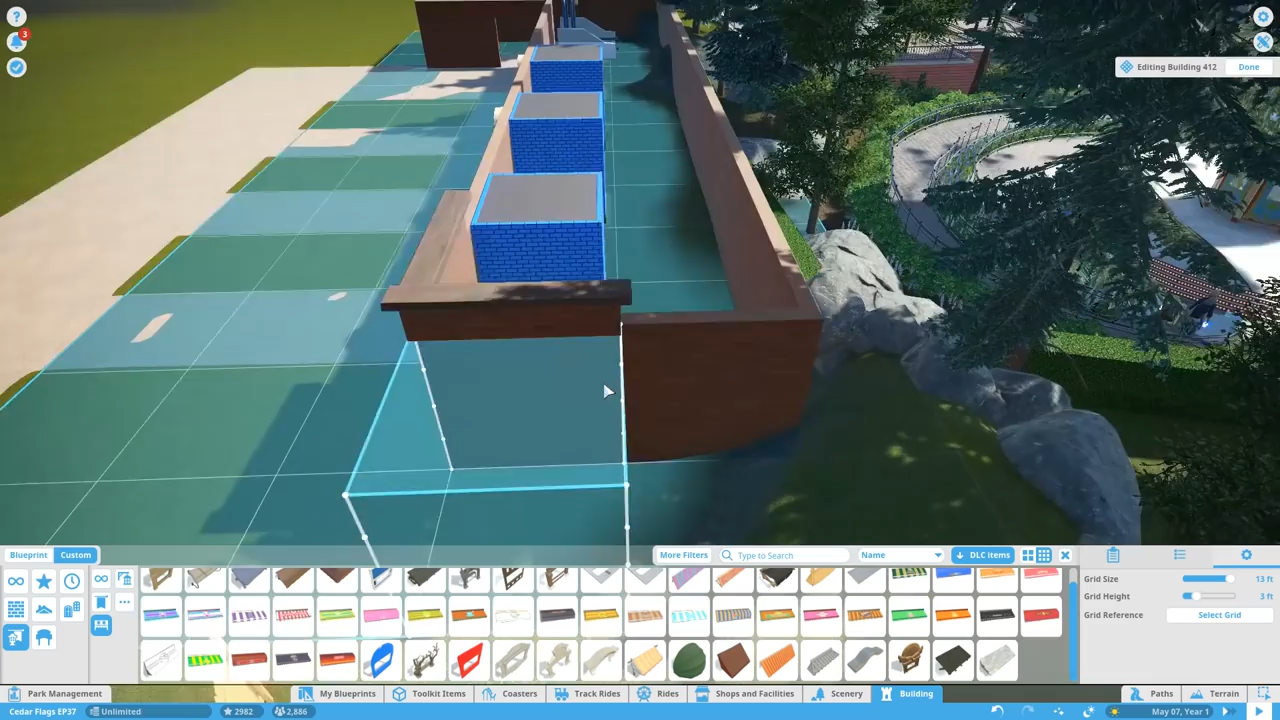 3
Editing Building 412 Done
Blueprint Custom More Filters Type to Search Name DLC items
Grid Size 13 ft
Grid Height 3 ft
Grid Reference Select Grid
Park Management My Blueprints Toolkit Items Coasters Track Rides Rides Shops and Facilities Scenery Building Paths Terrain
Cedar Flags EP37 Unlimited 2982 2,886 May 07, Year 1